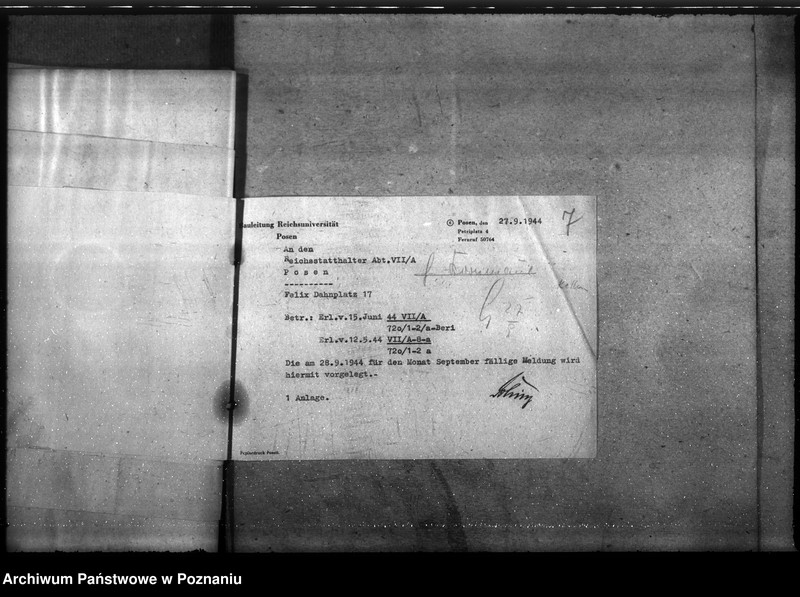 Bauleitung Reichsuniversität
Posen
Posen, den 27.9.1944
Petriplatz 4
Fernruf 59764
7
An den
Reichsstatthalter Abt.VII/A
P o s e n
----------
Felix Dahnplatz 17
Betr.: Erl.v.15.Juni 44 VII/A
72o/1-2/a-Beri
Erl.v.12.5.44 VII/A-8-a
72o/1-2 a
27
Die am 28.9.1944 für den Monat September fällige Meldung wird
hiermit vorgelegt.-
1 Anlage.
Archiwum Państwowe w Poznaniu